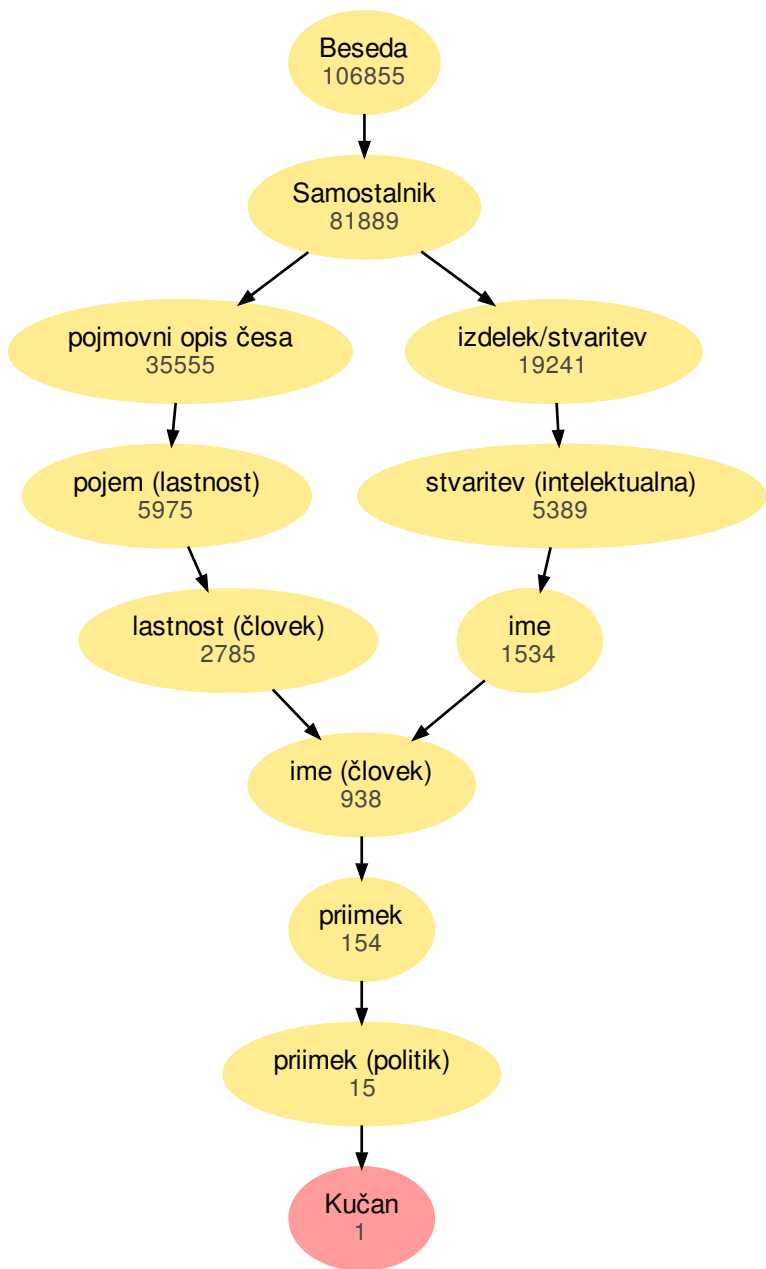 Beseda
106855
Samostalnik
81889
pojmovni opis česa
35555
izdelek/stvaritev
19241
pojem (lastnost)
5975
stvaritev (intelektualna)
5389
lastnost (človek)
2785
ime
1534
ime (človek)
938
priimek
154
priimek (politik)
15
Kučan
1